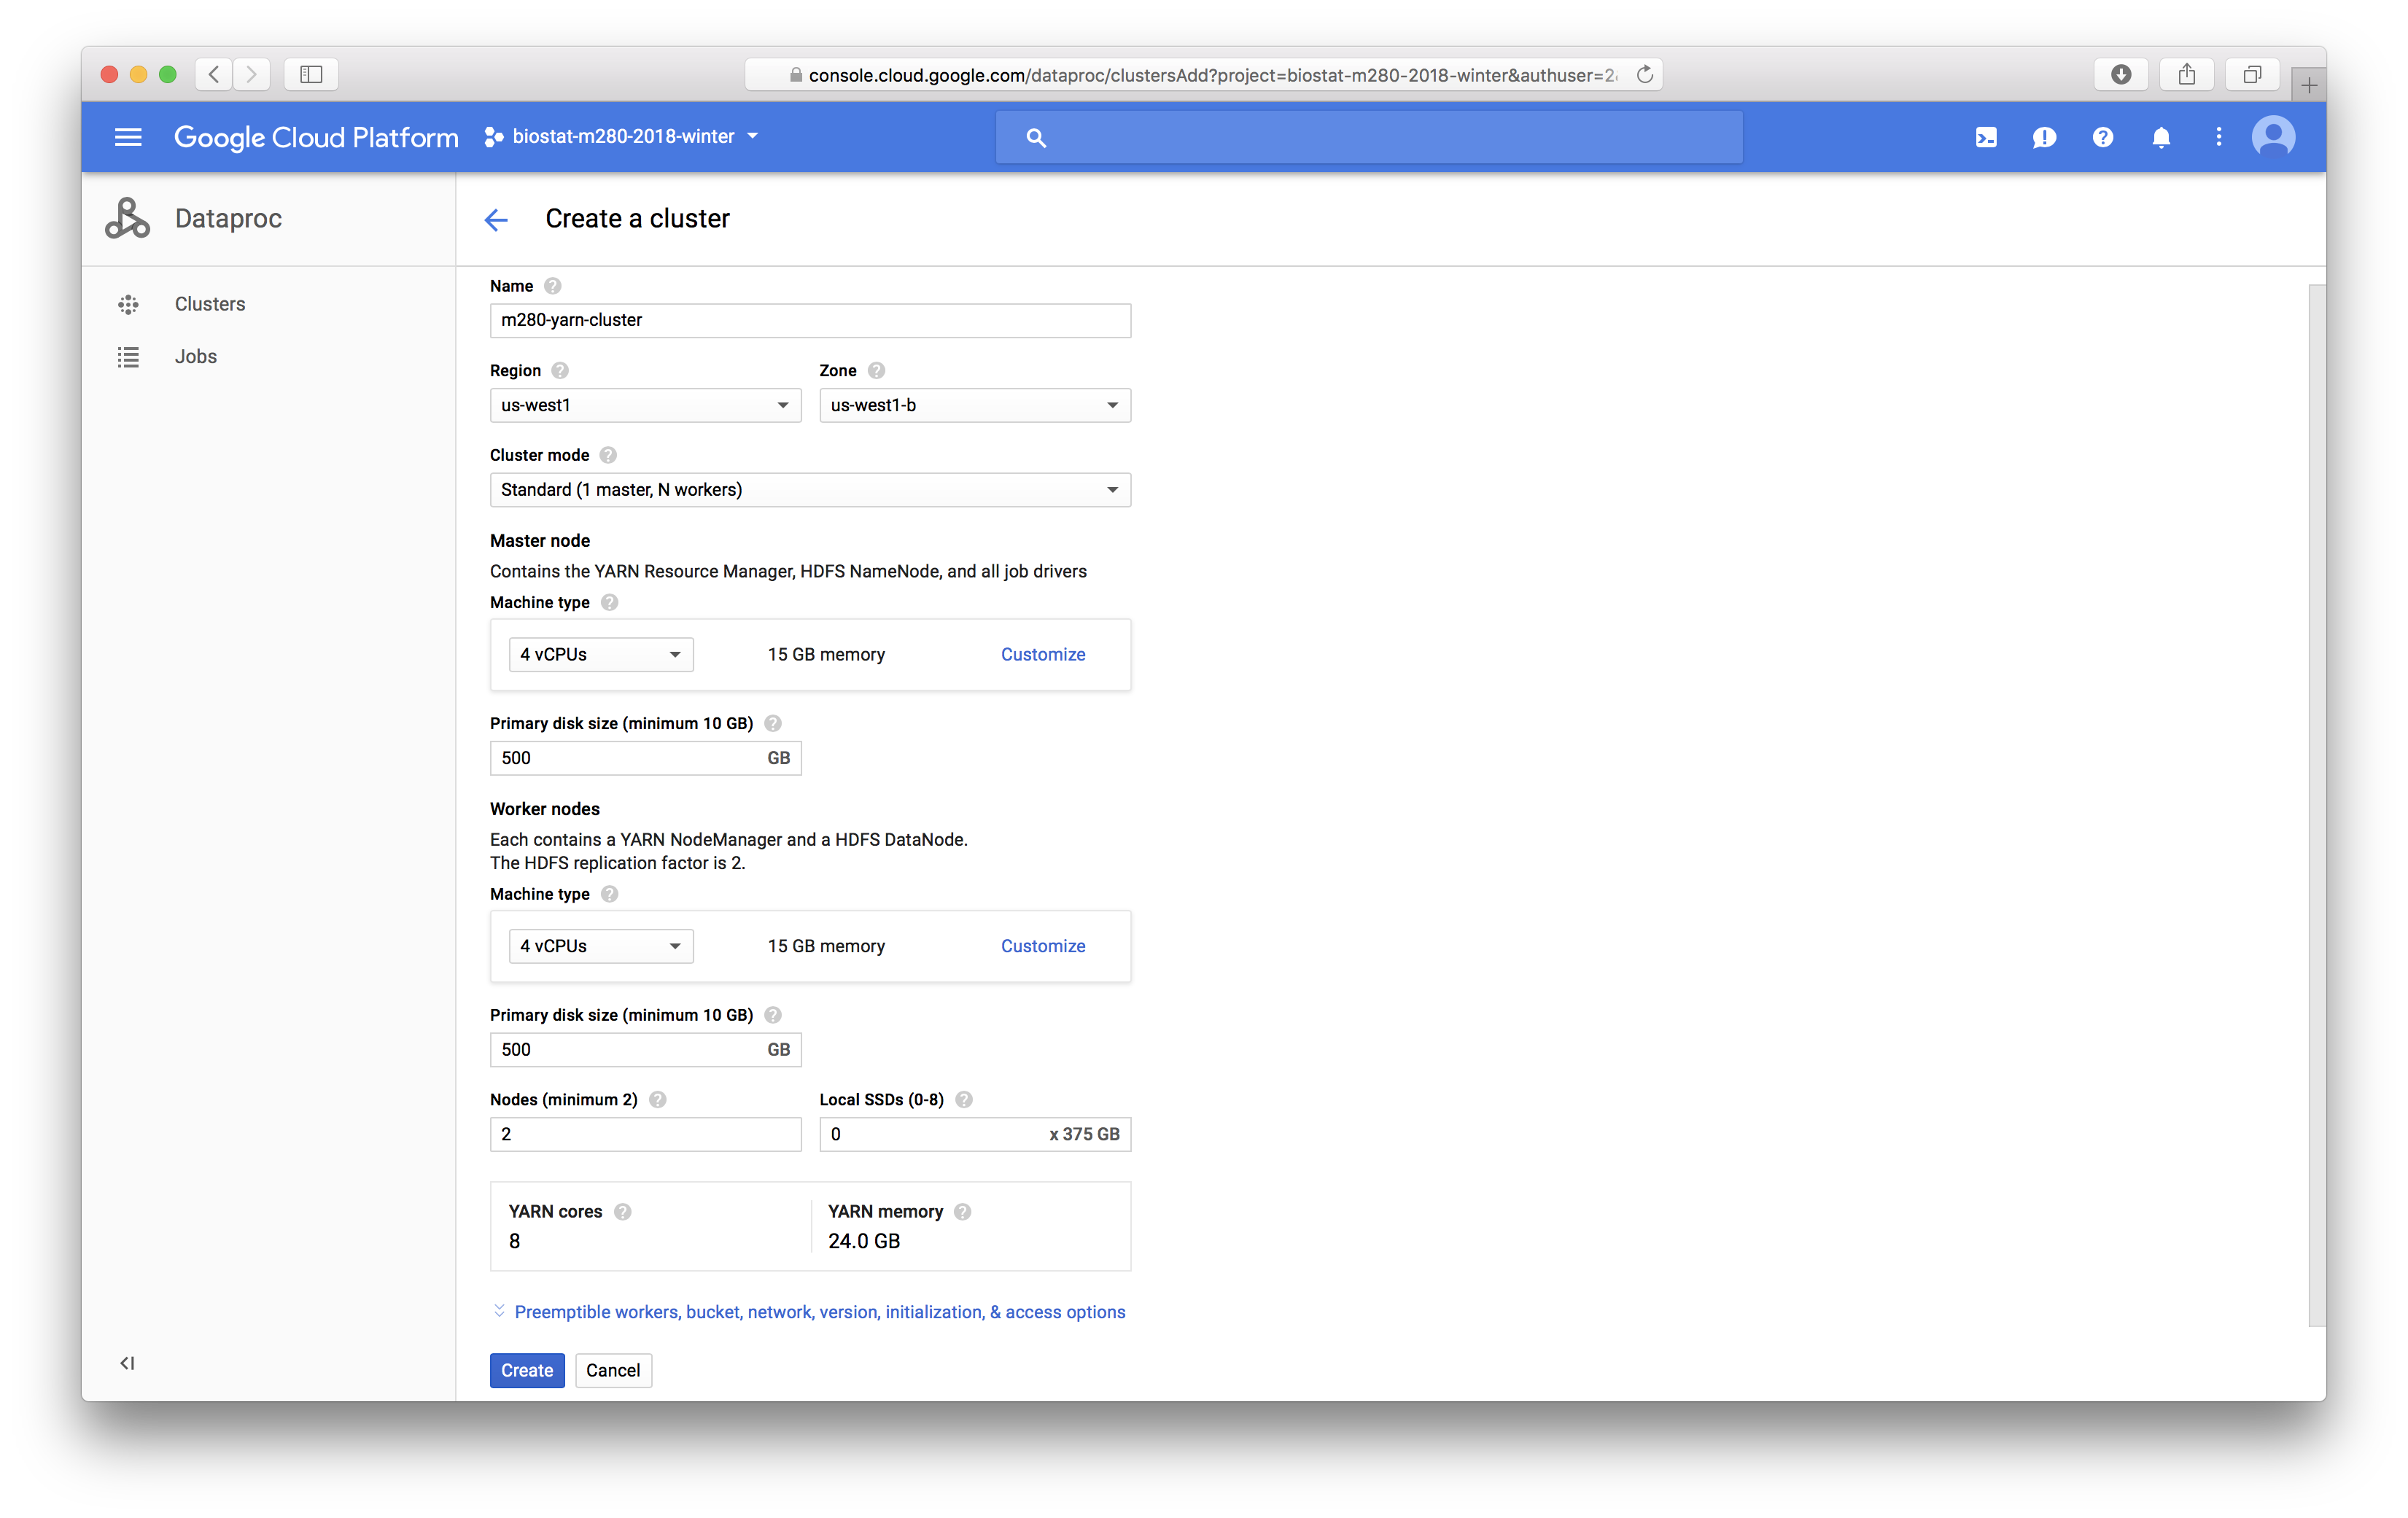 console.cloud.google.com/dataproc/clustersAdd?project=biostat-m280-2018-winter&authuser=2
Google Cloud Platform biostat-m280-2018-winter
Dataproc
Create a cluster
Clusters
Jobs
Name
m280-yarn-cluster
Region Zone
us-west1 us-west1-b
Cluster mode
Standard (1 master, N workers)
Master node
Contains the YARN Resource Manager, HDFS NameNode, and all job drivers
Machine type
4 vCPUs 15 GB memory Customize
Primary disk size (minimum 10 GB)
500 GB
Worker nodes
Each contains a YARN NodeManager and a HDFS DataNode.
The HDFS replication factor is 2.
Machine type
4 vCPUs 15 GB memory Customize
Primary disk size (minimum 10 GB)
500 GB
Nodes (minimum 2) Local SSDs (0-8)
2 0 x 375 GB
YARN cores YARN memory
8 24.0 GB
Preemptible workers, bucket, network, version, initialization, & access options
Create Cancel